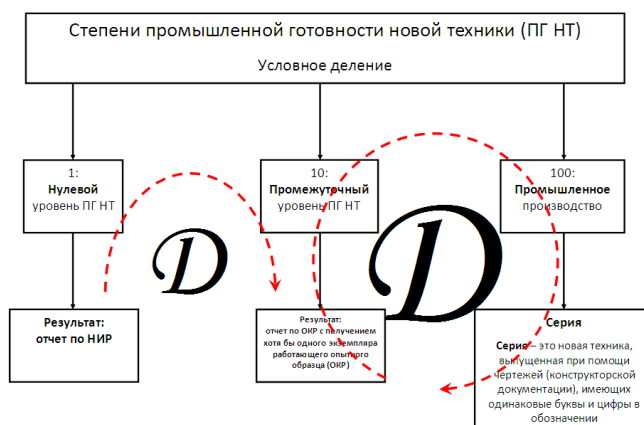 Степени промышленной готовности новой техники (ПГ НТ)
Условное деление
1:
Нулевой
уровень ПГ НТ
10:
Промежуточный
уровень ПГ НТ
100:
Промышленное
производство
D
D
Результат:
отчет по НИР
Результат:
отчет по ОКР с получением
хотя бы одного экземпляра
работающего опытного
образца (ОКР)
Серия
Серия – это новая техника,
выпущенная при помощи
чертежей (конструкторской
документации), имеющих
одинаковые буквы и цифры в
обозначении